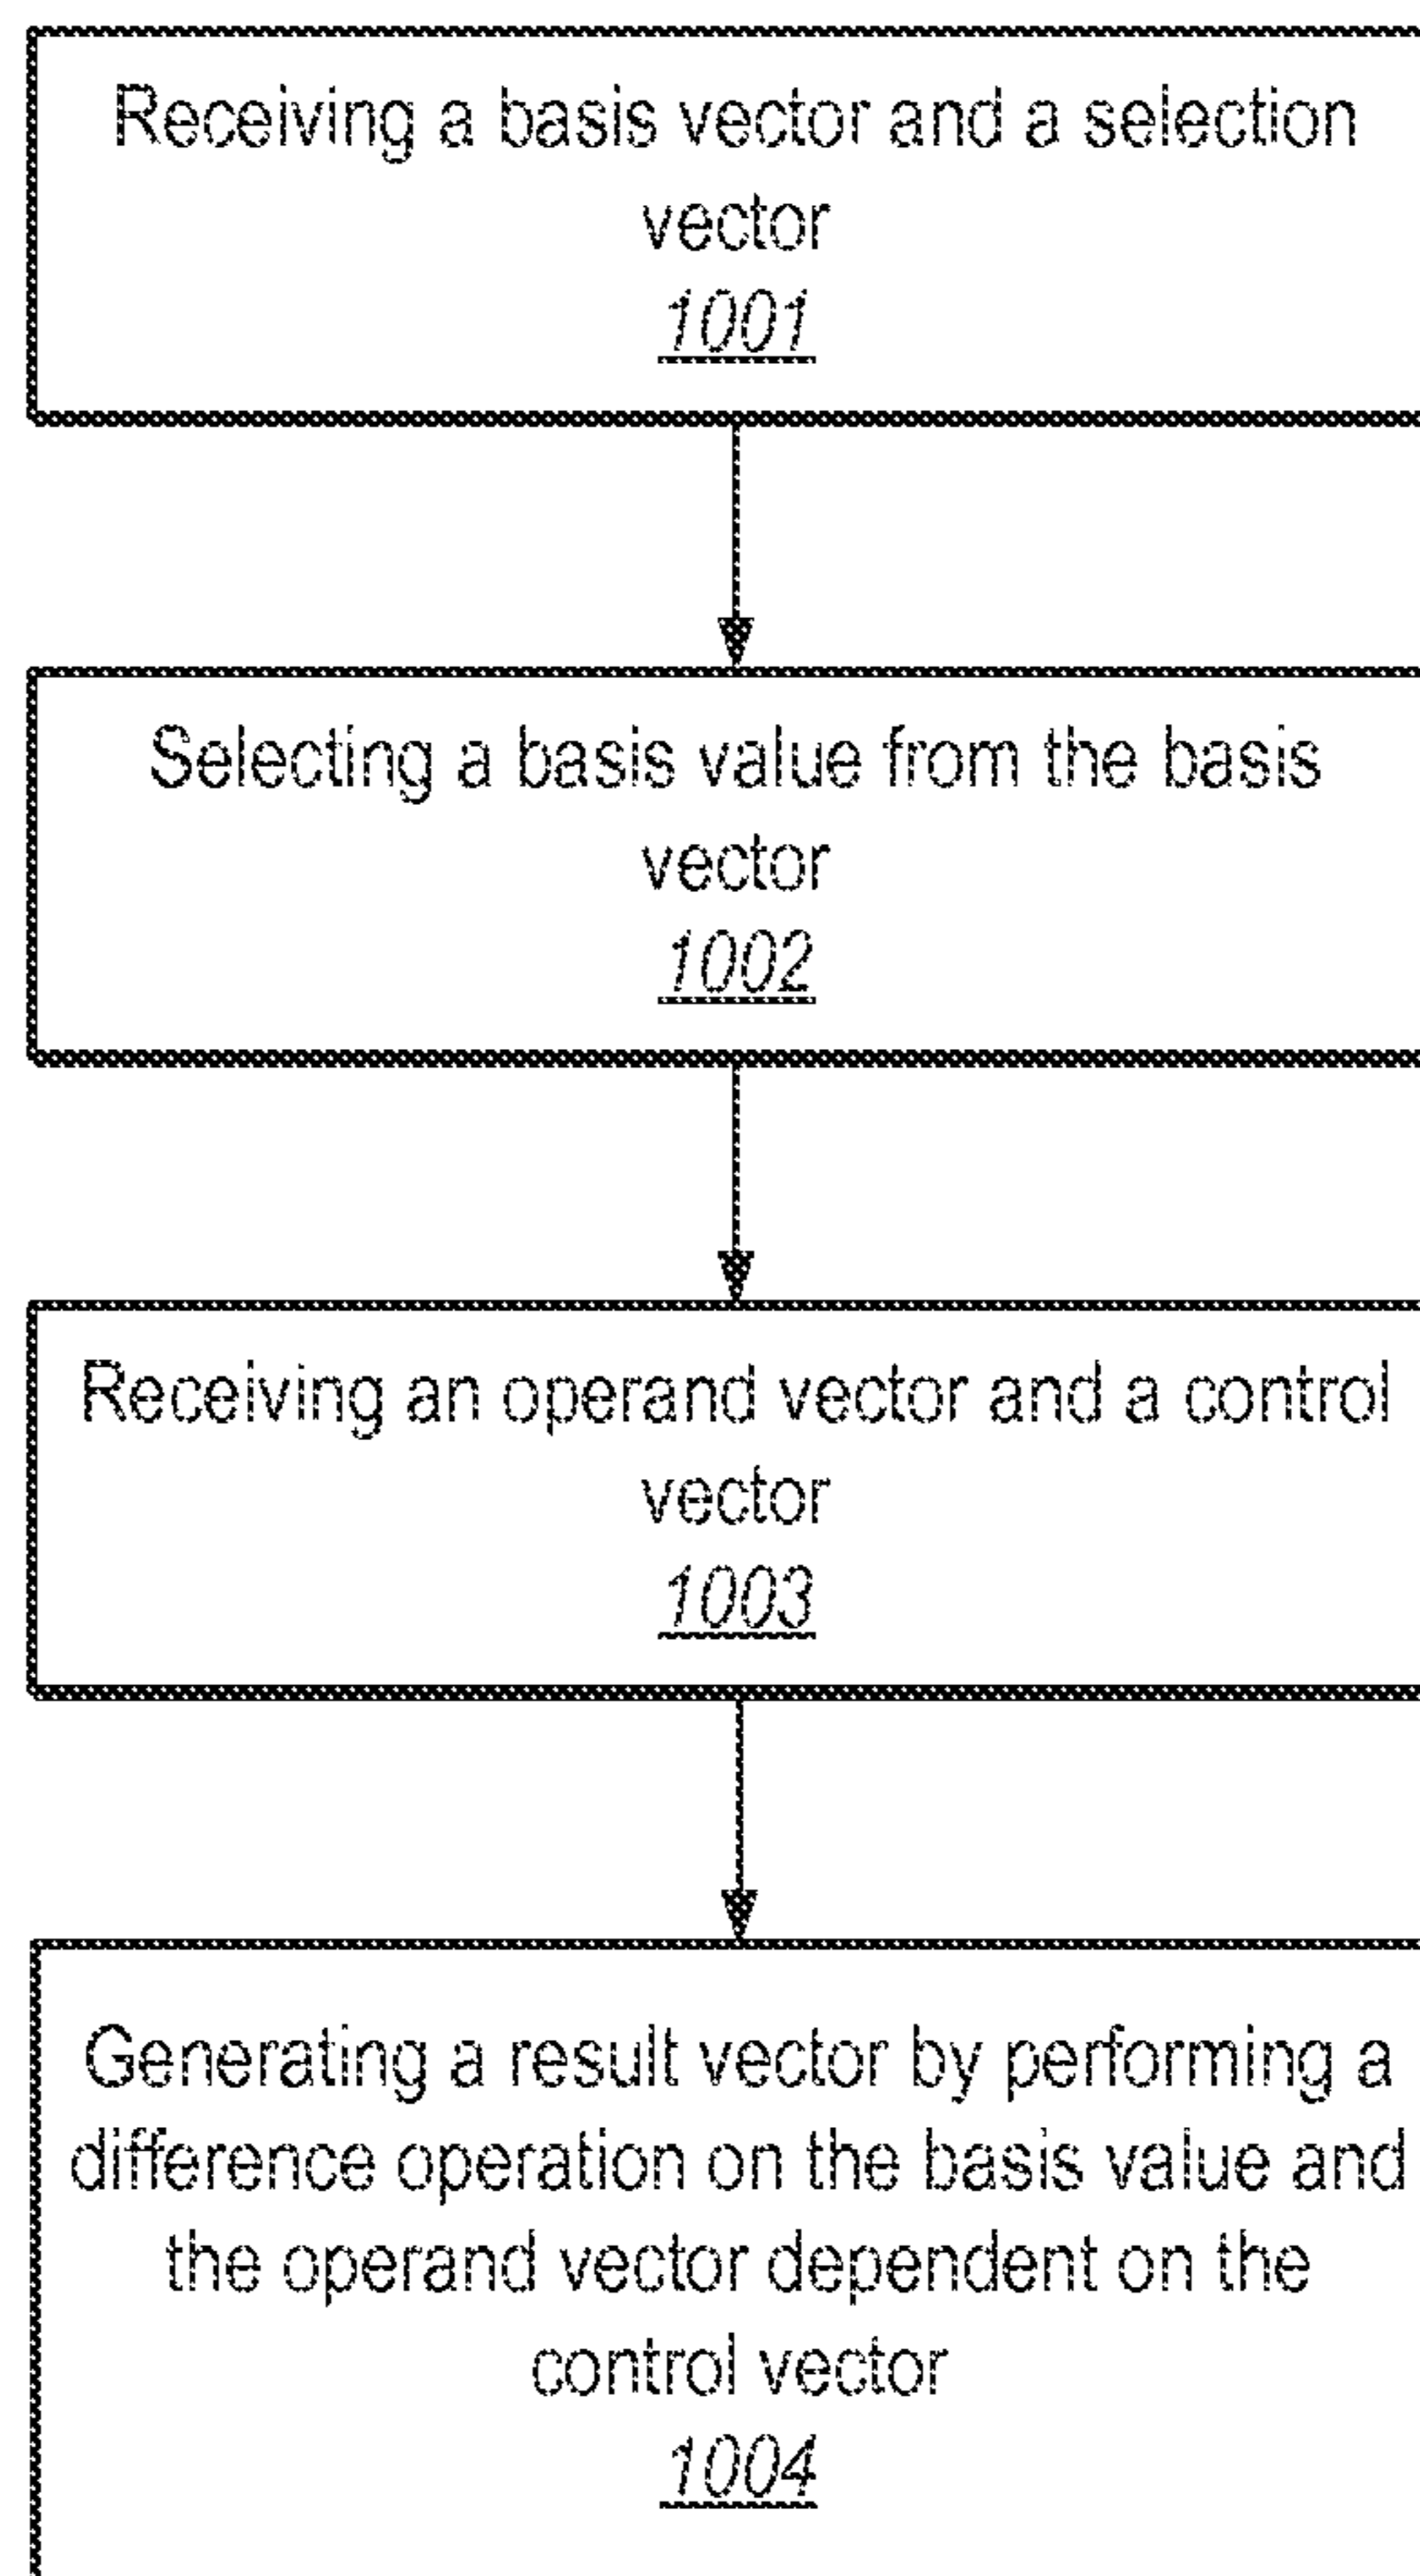 Receiving a basis vector and a selection
vector
1001
Selecting a basis value from the basis
vector
1002
Receiving an operand vector and a control
vector
1003
Generating a result vector by performing a
difference operation on the basis value and
the operand vector dependent on the
control vector
1004